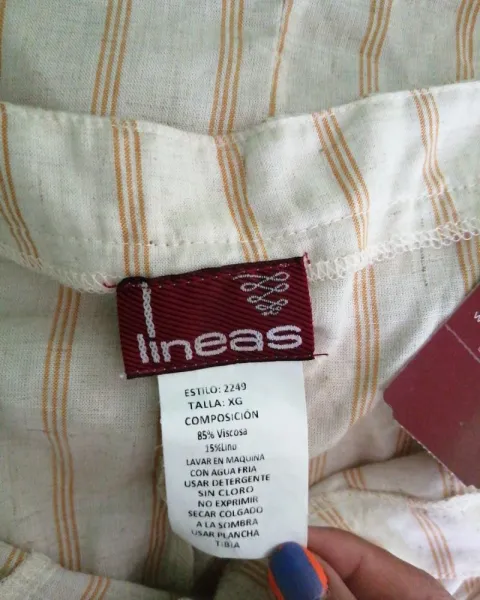 lineas
ESTILO: 2249
TALLA: XG
COMPOSICIÓN
85% Viscosa
15%Lino
LAVAR EN MAQUINA
CON AGUA FRIA
USAR DETERGENTE
SIN CLORO
NO EXPRIMIR
SECAR COLGADO
A LA SOMBRA
USAR PLANCHA
TIBIA